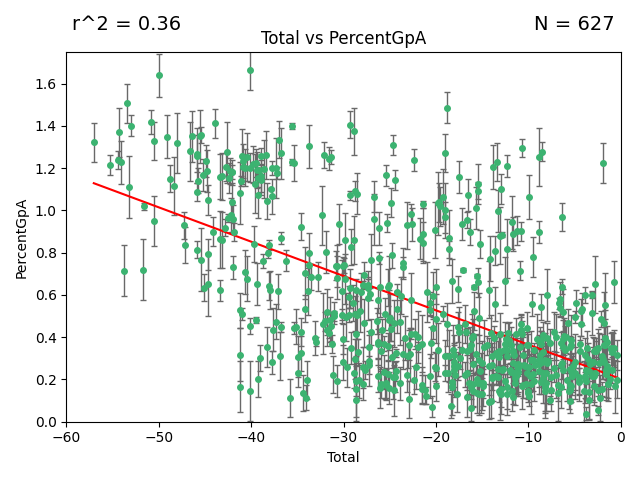 r^2 = 0.36 N = 627
Total vs PercentGpA
PercentGpA
1.6
1.4
1.2
1.0
0.8
0.6
0.4
0.2
0.0
−60 −50 −40 −30 −20 −10 0
Total